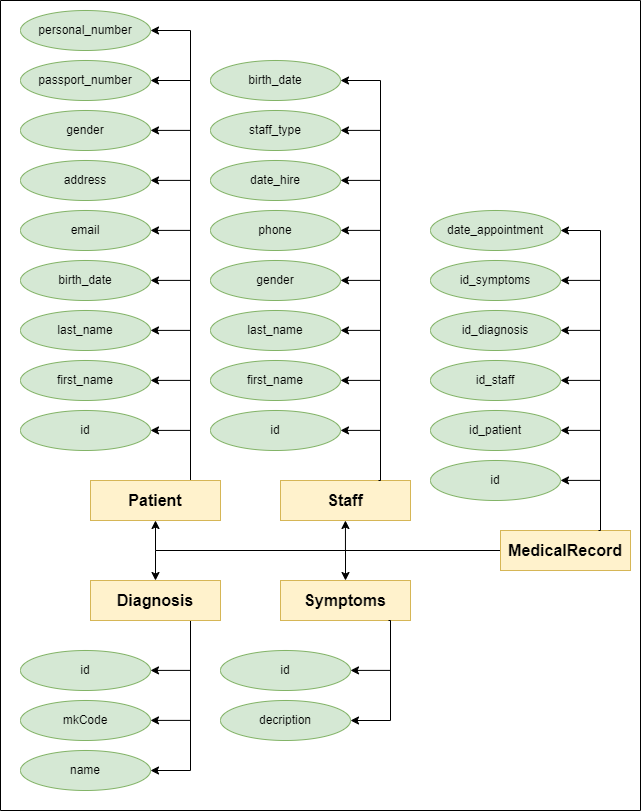 personal_number
passport_number
gender
address
email
birth_date
last_name
first_name
id
Patient
birth_date
staff_type
date_hire
phone
gender
last_name
first_name
id
Staff
date_appointment
id_symptoms
id_diagnosis
id_staff
id_patient
id
MedicalRecord
Diagnosis
id
mkCode
name
Symptoms
id
decription